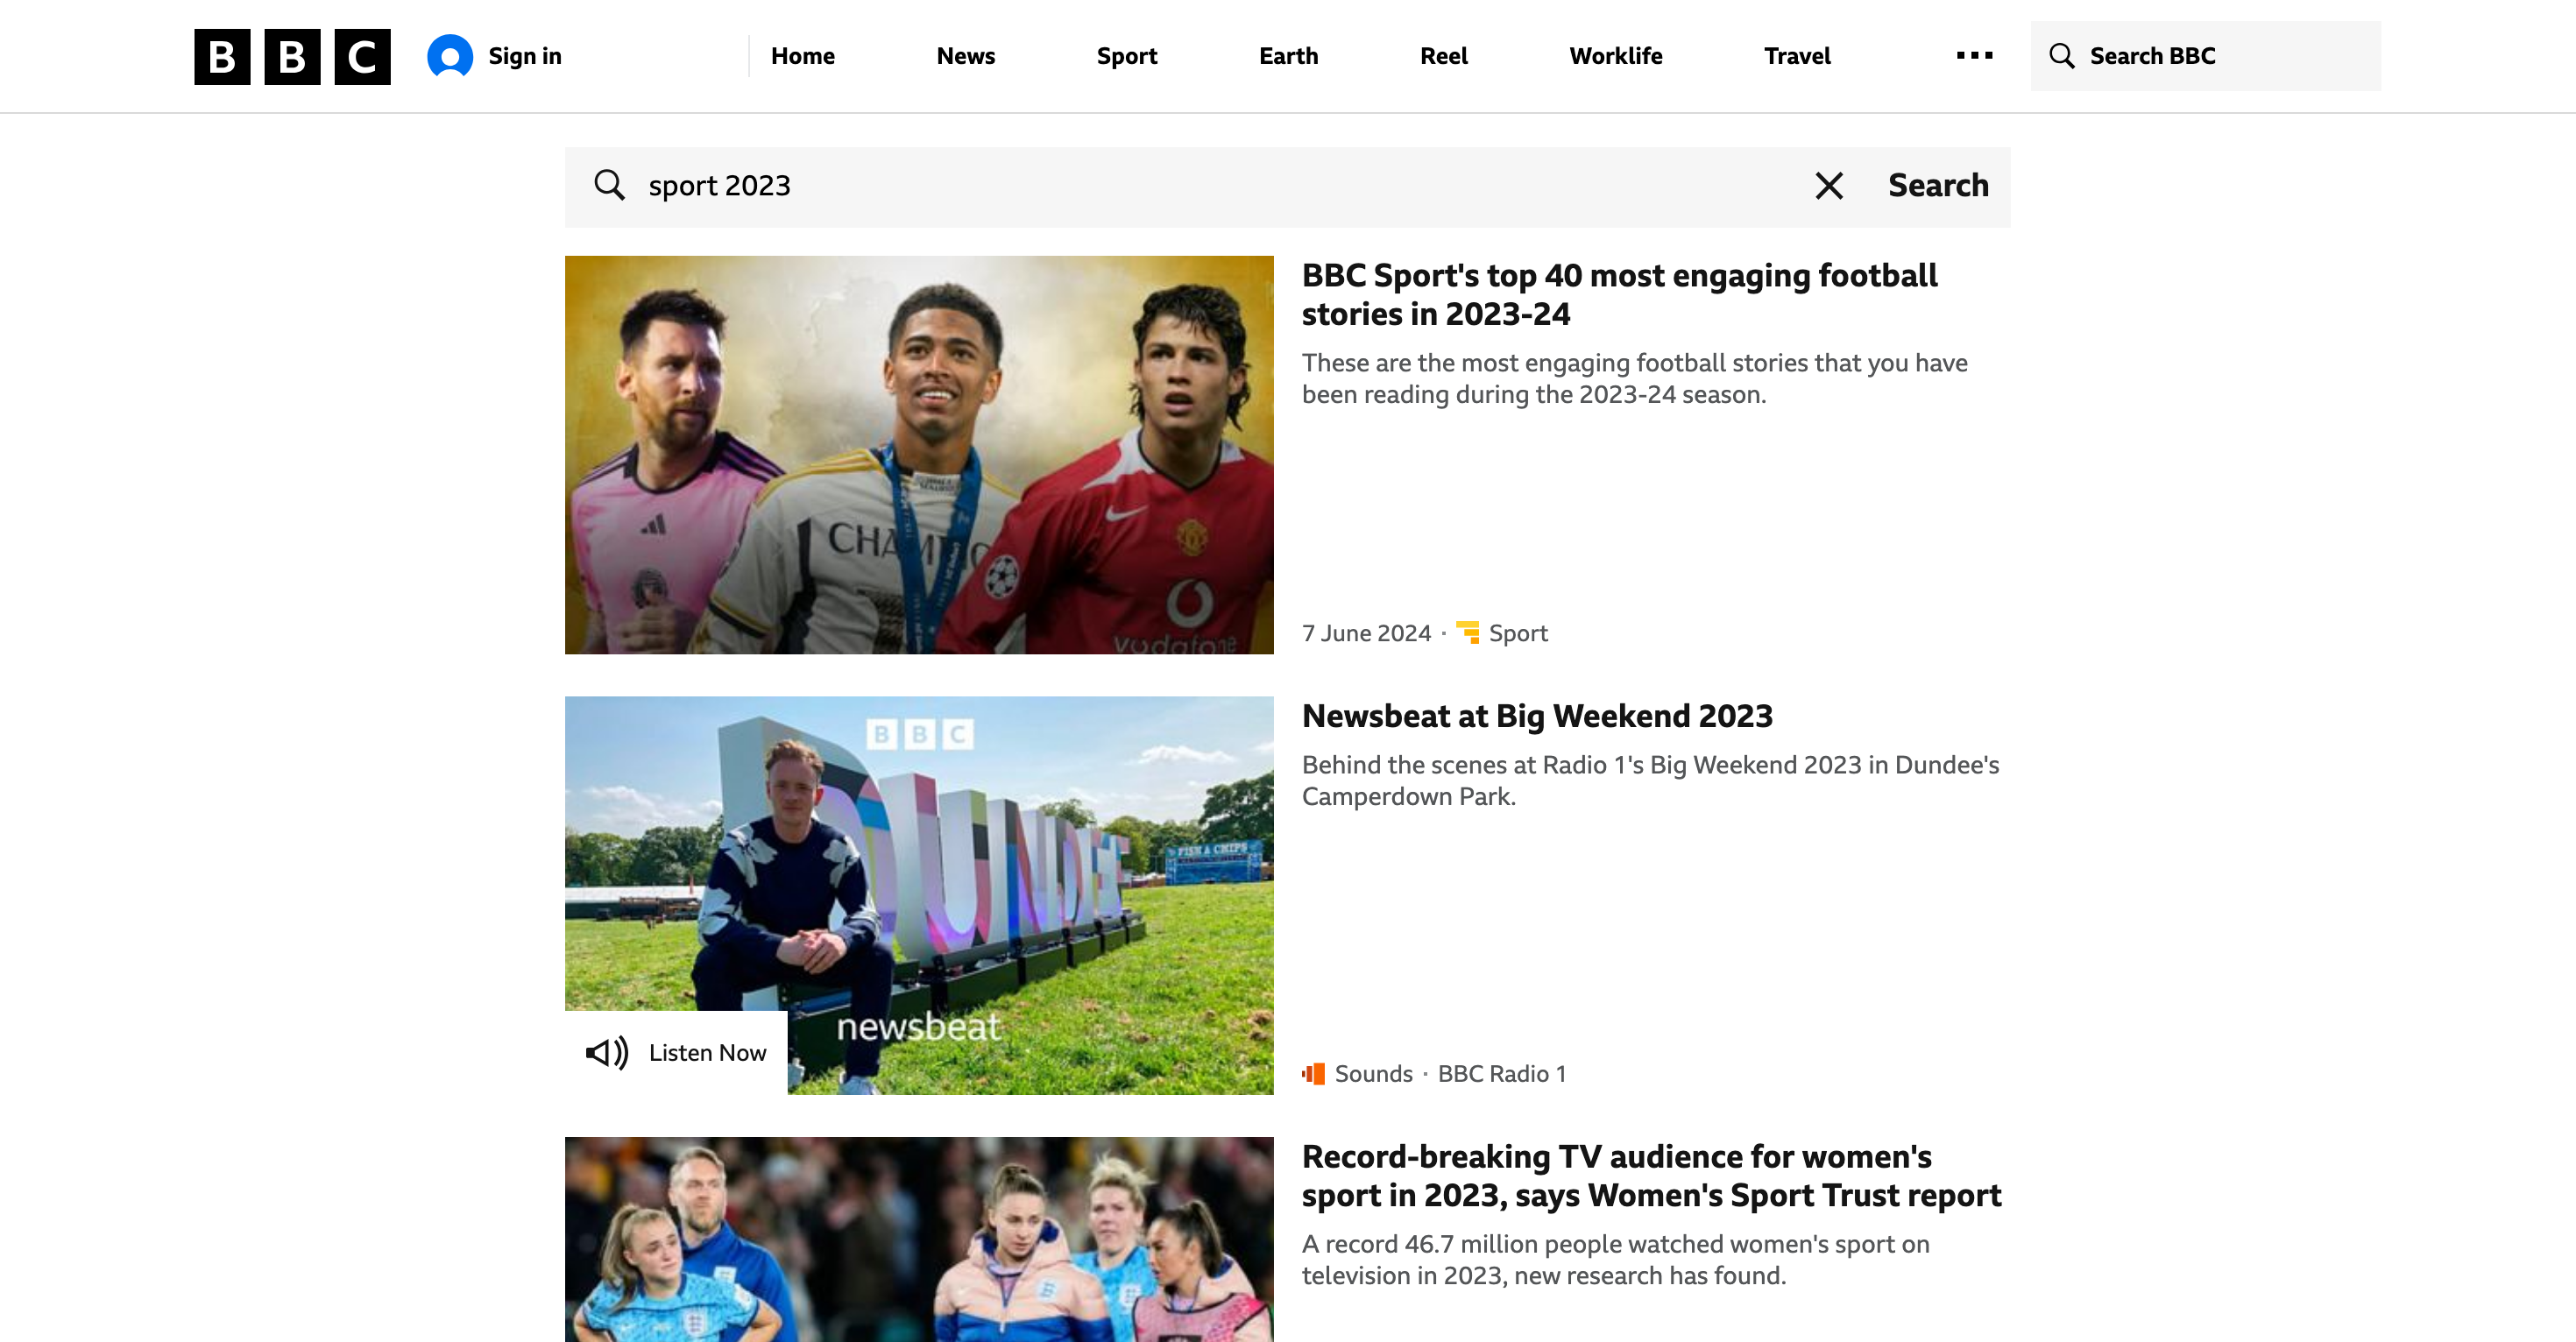 BBC
Sign in
Home
News
Sport
Earth
Reel
Worklife
Travel
Search BBC
sport 2023
Search
BBC Sport's top 40 most engaging football
stories in 2023-24
These are the most engaging football stories that you have
been reading during the 2023-24 season.
vodafone
7 June 2024 · Sport
BBC
DUNDEE
FISH & CHIPS
newsbeat
Listen Now
Newsbeat at Big Weekend 2023
Behind the scenes at Radio 1's Big Weekend 2023 in Dundee's
Camperdown Park.
Sounds · BBC Radio 1
Record-breaking TV audience for women's
sport in 2023, says Women's Sport Trust report
A record 46.7 million people watched women's sport on
television in 2023, new research has found.